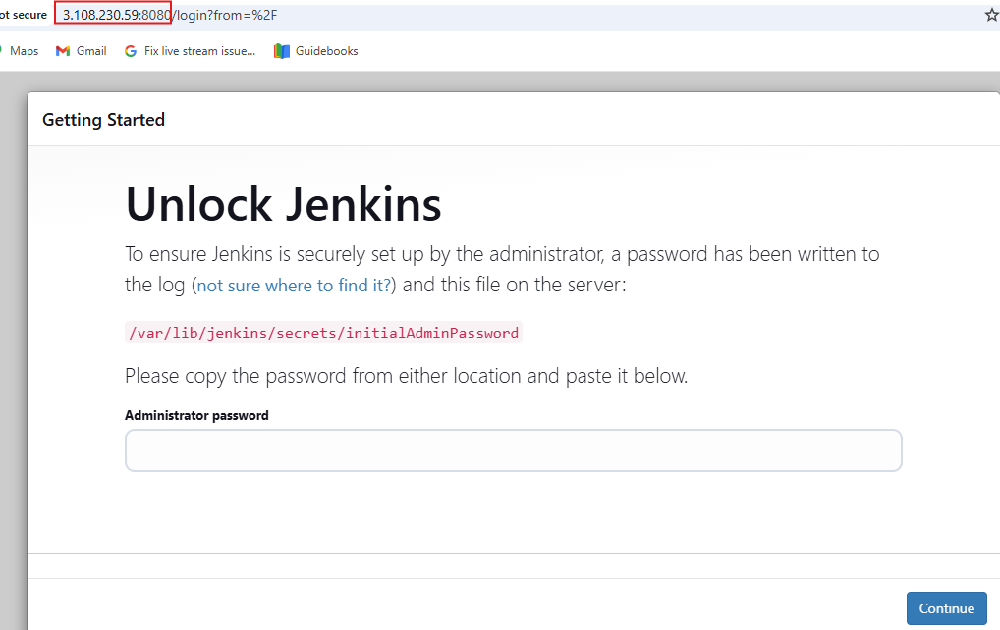 ot secure 3.108.230.59:8080/login?from=%2F
Maps Gmail Fix live stream issue... Guidebooks
Getting Started
Unlock Jenkins
To ensure Jenkins is securely set up by the administrator, a password has been written to
the log (not sure where to find it?) and this file on the server:
/var/lib/jenkins/secrets/initialAdminPassword
Please copy the password from either location and paste it below.
Administrator password
Continue